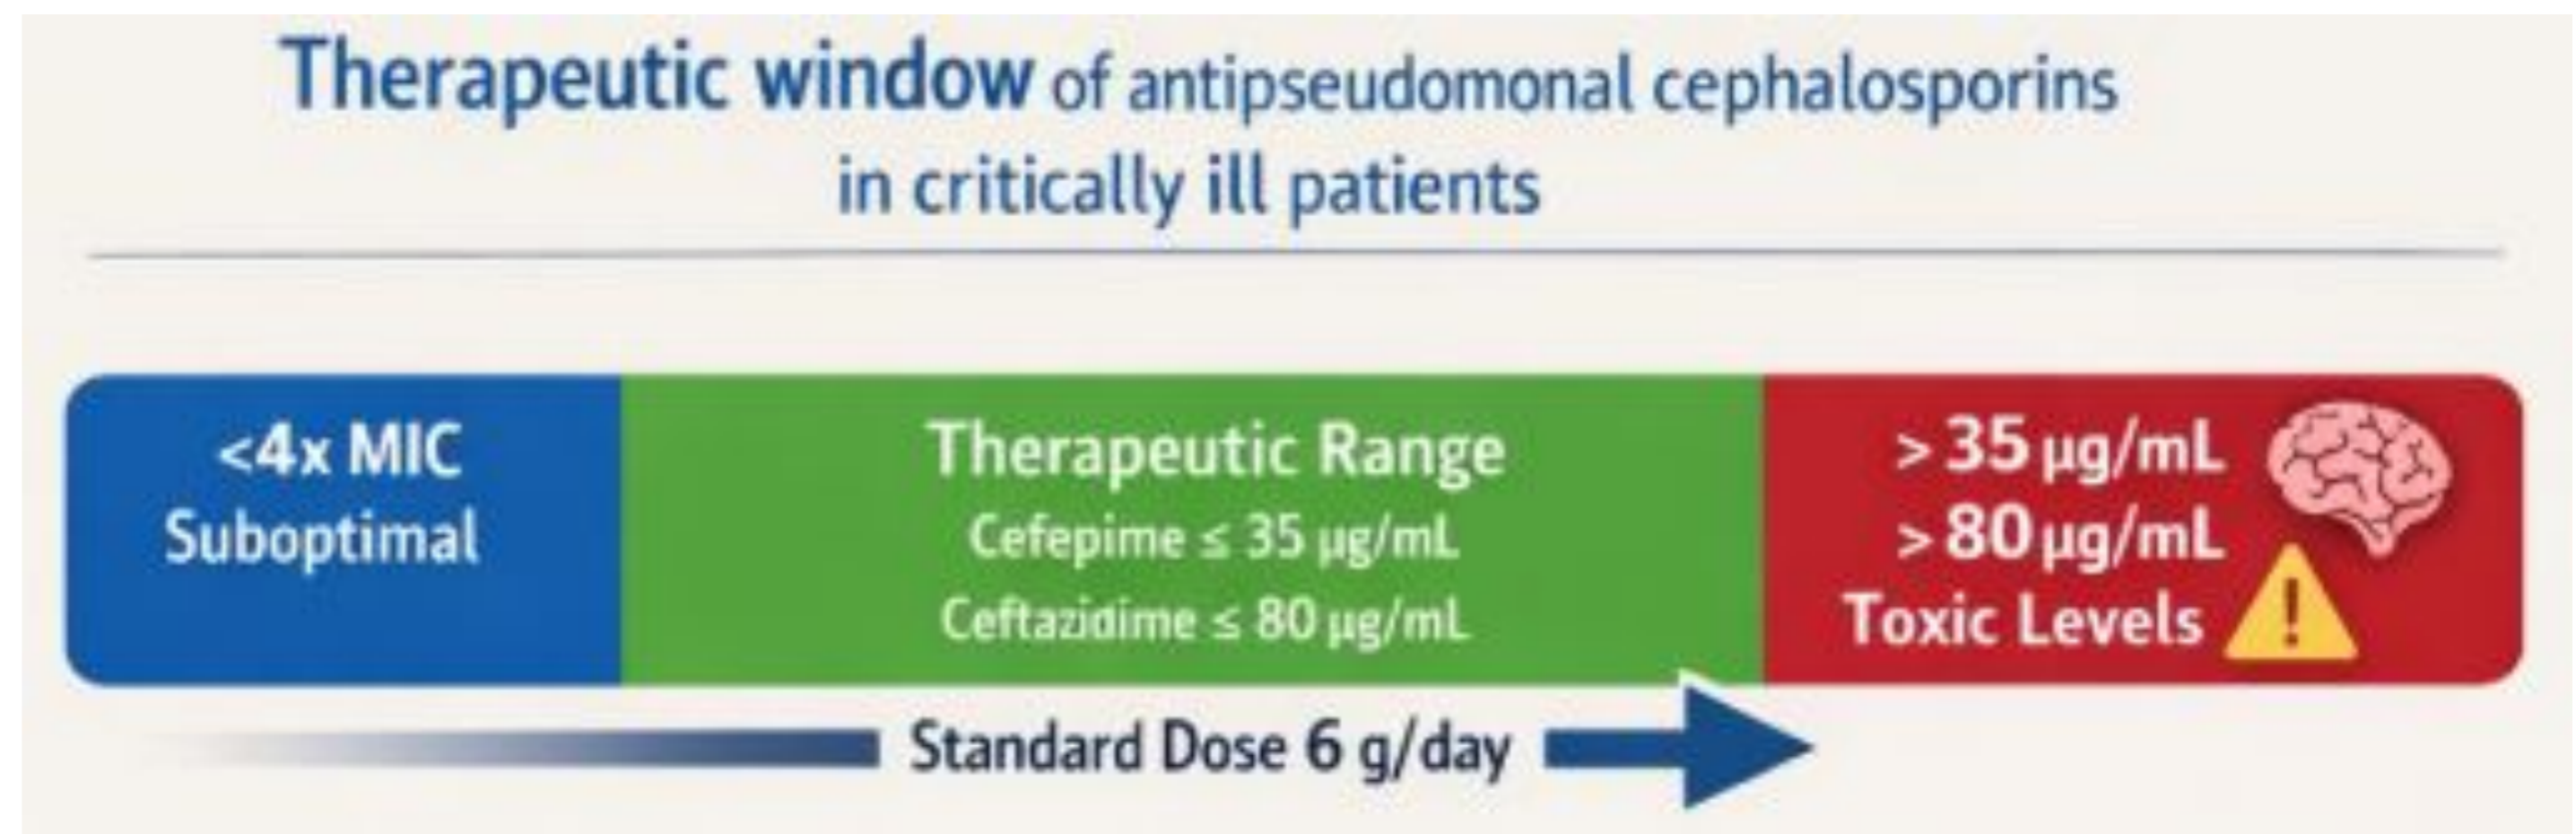 Therapeutic window of antipseudomonal cephalosporins
in critically ill patients
<4x MIC
Suboptimal
Therapeutic Range
Cefepime ≤ 35 µg/mL
Ceftazidime ≤ 80 µg/mL
> 35 µg/mL
> 80 µg/mL
Toxic Levels
!
Standard Dose 6 g/day